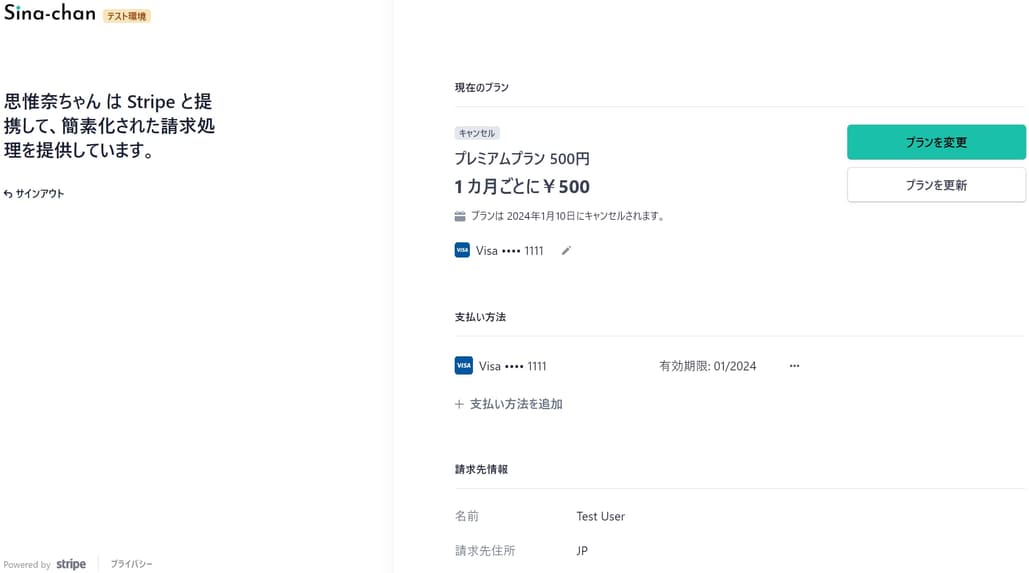 Sina-chan テスト環境
思惟奈ちゃん は Stripe と提
携して、簡素化された請求処
理を提供しています。
サインアウト
Powered by stripe プライバシー
現在のプラン
キャンセル
プレミアムプラン 500円
1 カ月ごとに￥500
プランは 2024年1月10日にキャンセルされます。
VISA Visa •••• 1111
プランを変更
プランを更新
支払い方法
VISA Visa •••• 1111 有効期限: 01/2024 •••
+ 支払い方法を追加
請求先情報
名前 Test User
請求先住所 JP